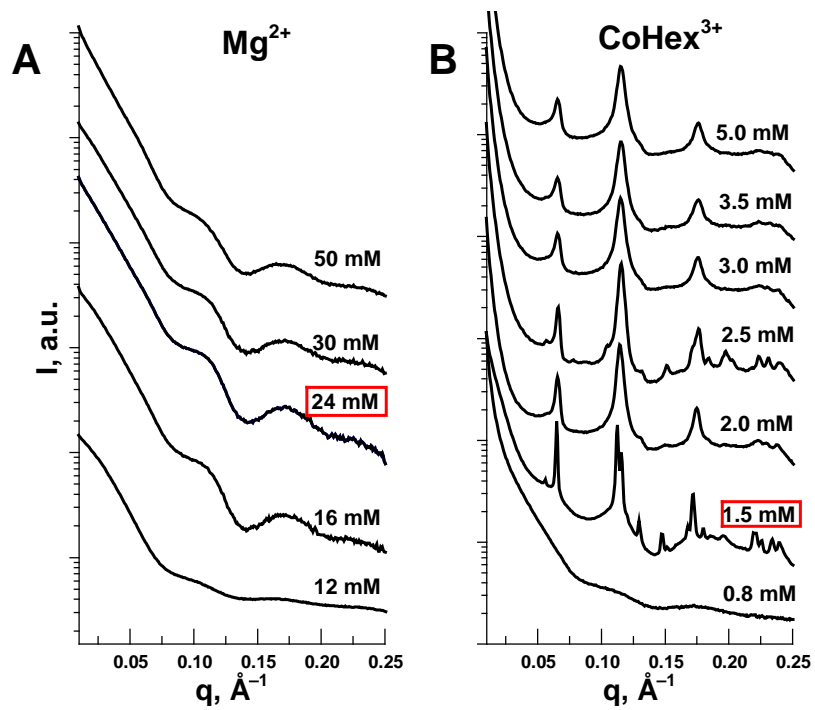 A
Mg2+
I, a.u.
50 mM
30 mM
24 mM
16 mM
12 mM
0.05 0.10 0.15 0.20 0.25
q, Å–1
B
CoHex3+
5.0 mM
3.5 mM
3.0 mM
2.5 mM
2.0 mM
1.5 mM
0.8 mM
0.05 0.10 0.15 0.20 0.25
q, Å–1